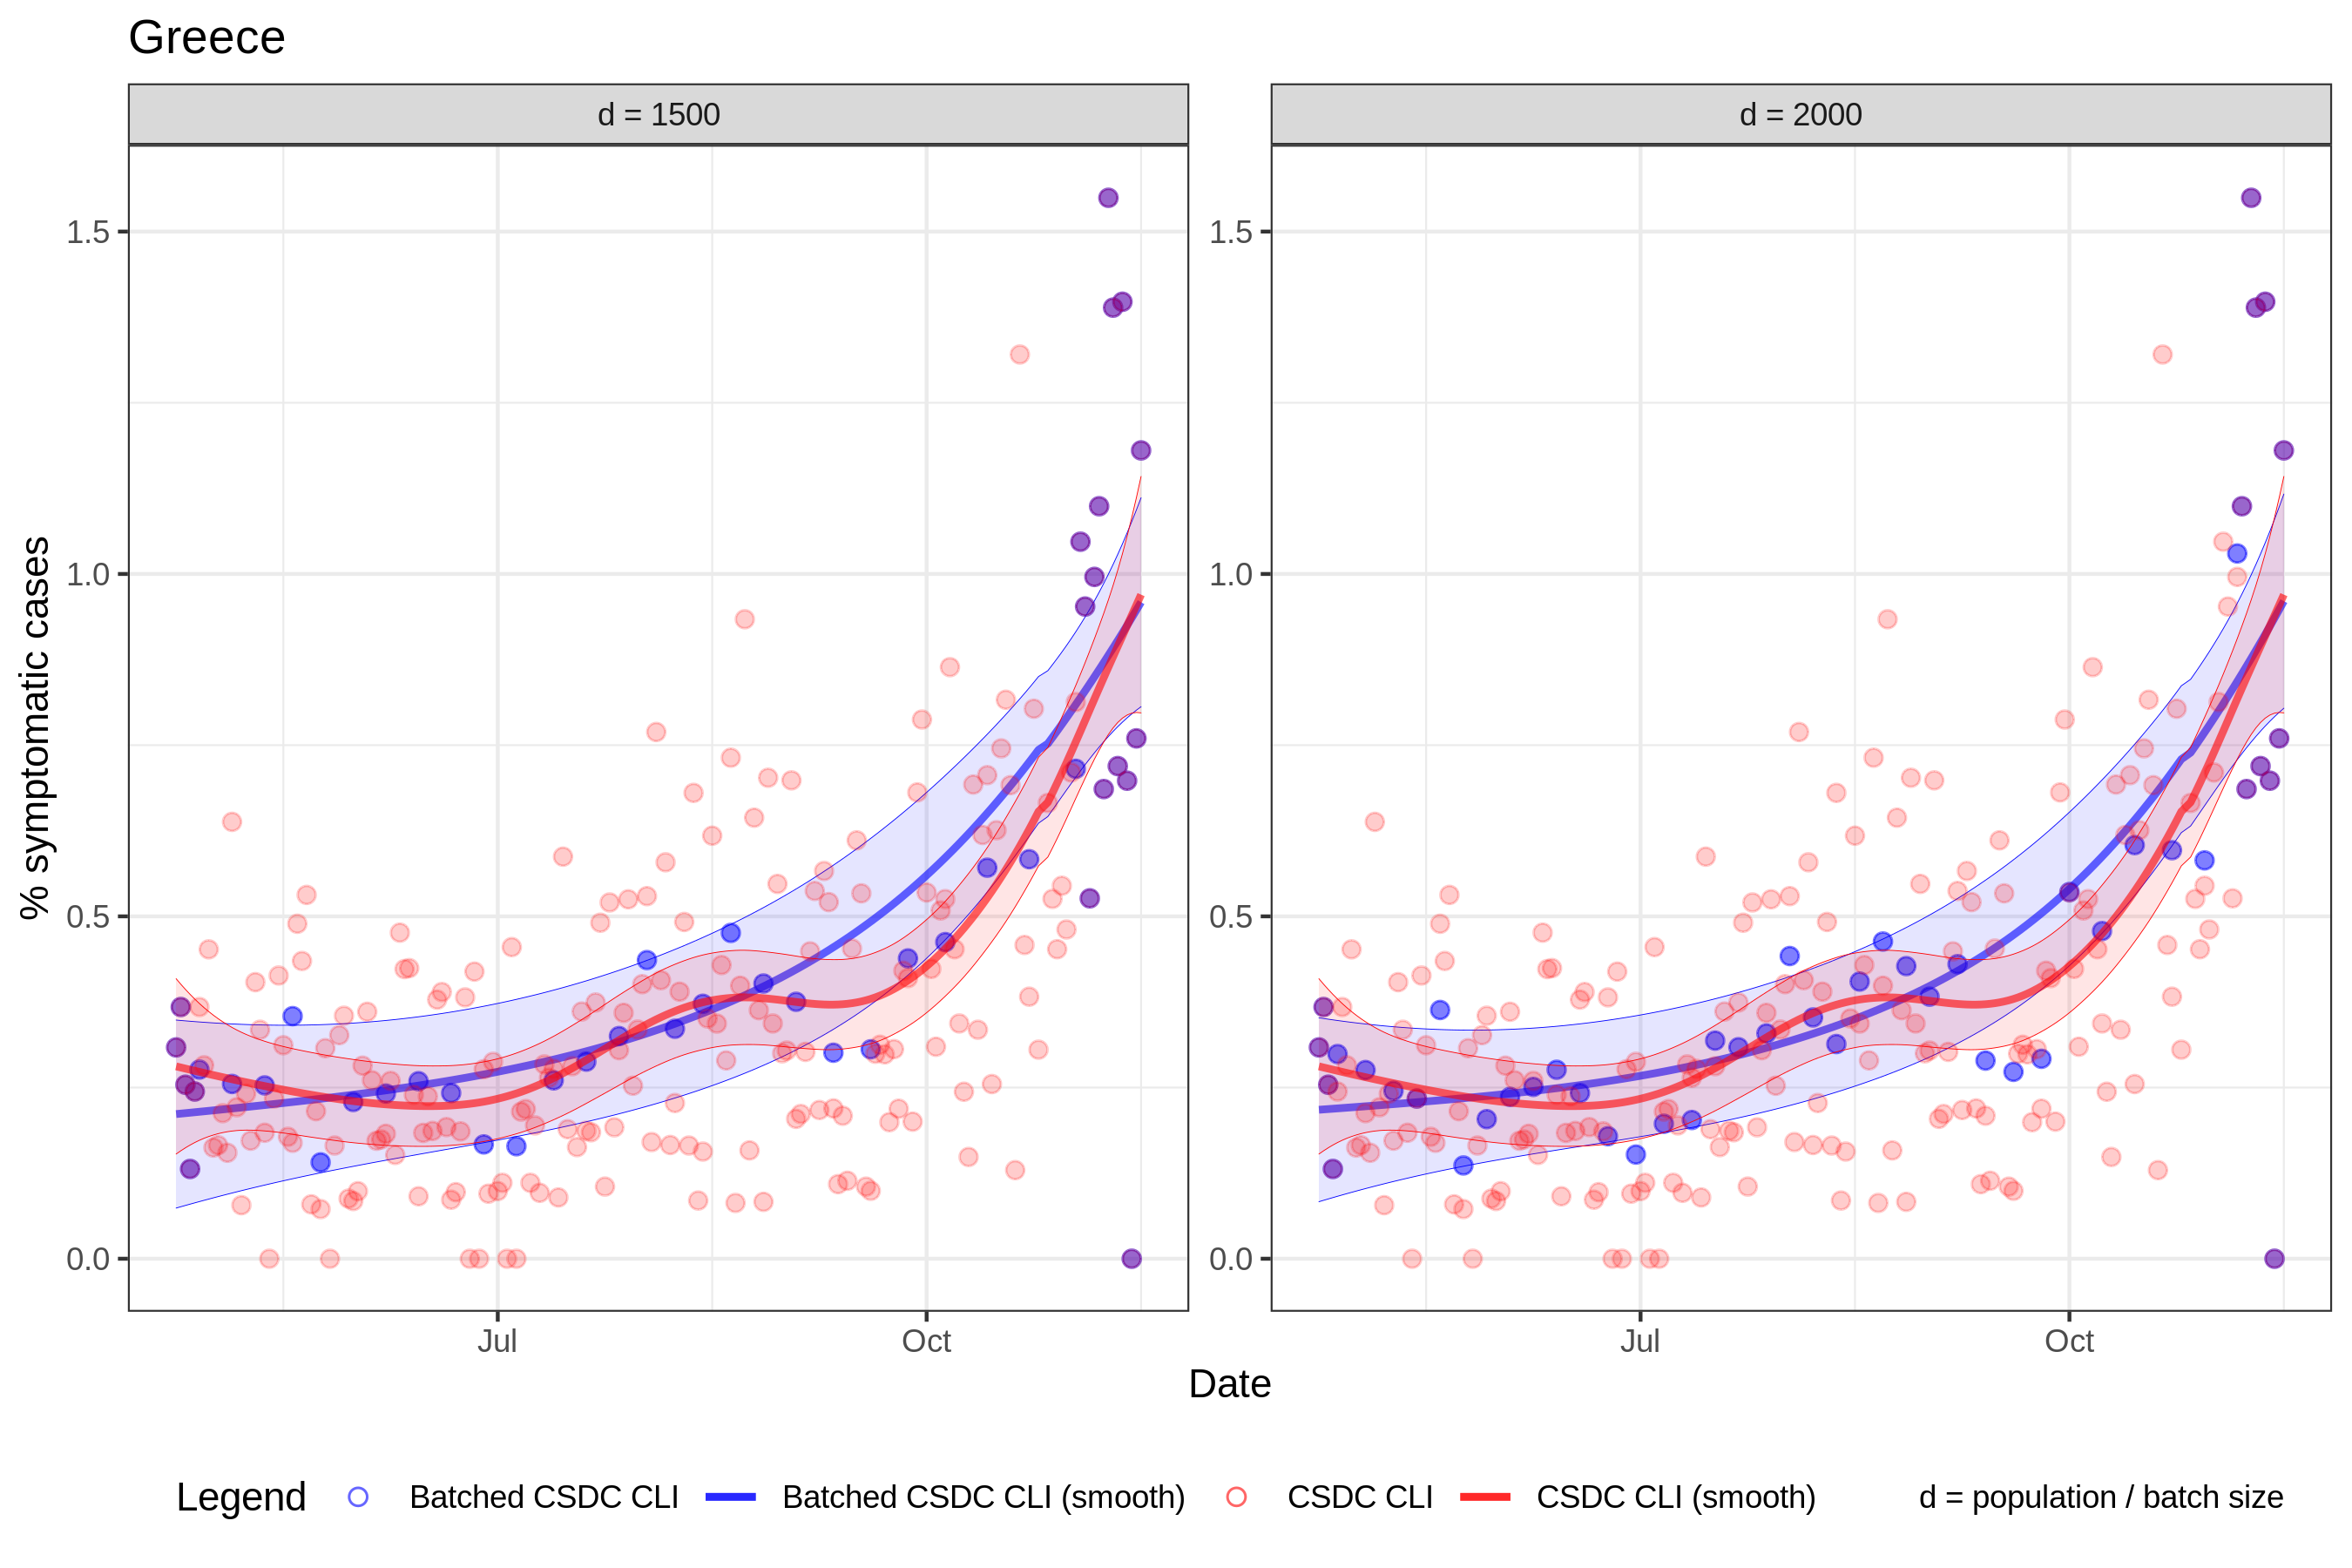 Greece
d = 1500
d = 2000
% symptomatic cases
1.5
1.0
0.5
0.0
1.5
1.0
0.5
0.0
Jul
Oct
Jul
Oct
Date
Legend
Batched CSDC CLI
Batched CSDC CLI (smooth)
CSDC CLI
CSDC CLI (smooth)
d = population / batch size